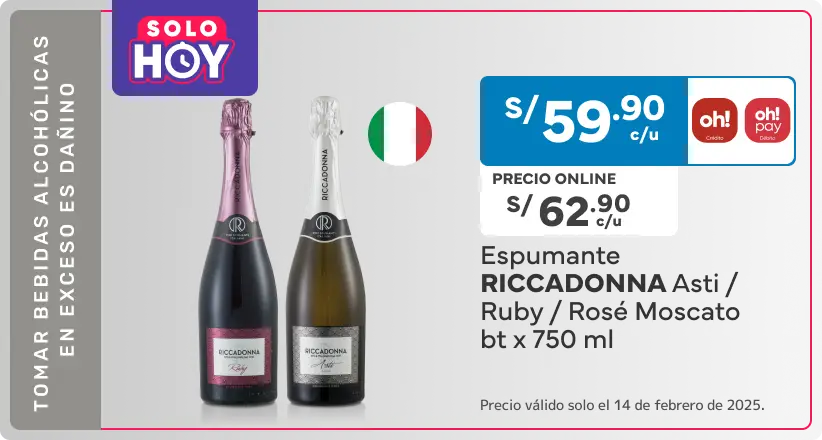 SOLO
HOY
TOMAR BEBIDAS ALCOHÓLICAS
EN EXCESO ES DAÑINO
S/59.90
c/u
oh!
Crédito
oh!
pay
Débito
PRECIO ONLINE
S/62.90
c/u
Espumante
RICCADONNA Asti /
Ruby / Rosé Moscato
bt x 750 ml
RICCADONNA
RICCADONNA
RICCADONNA
Ruby
RICCADONNA
Asti
Precio válido solo el 14 de febrero de 2025.